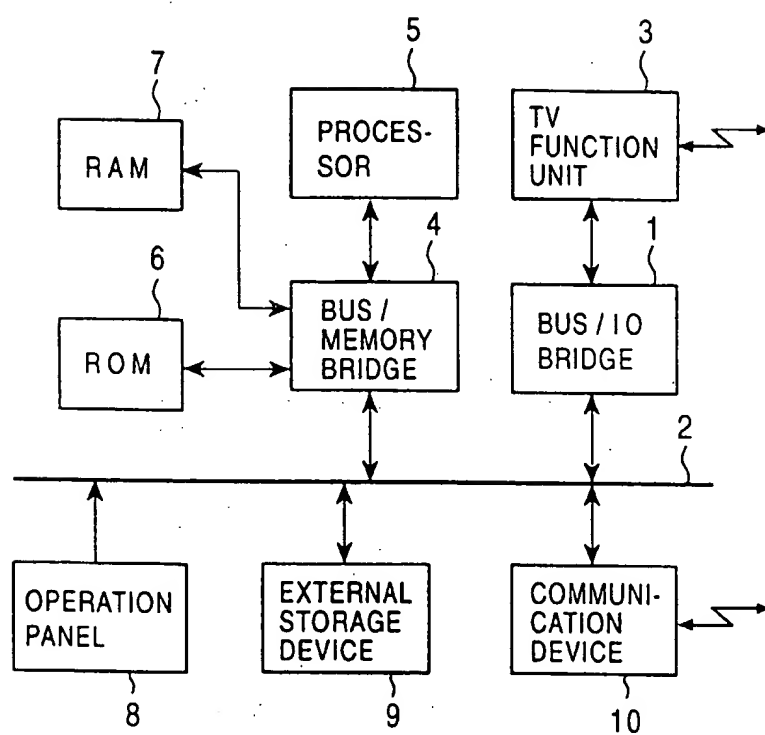 7
5
3
RAM
PROCES-
SOR
TV
FUNCTION
UNIT
6
4
1
ROM
BUS/
MEMORY
BRIDGE
BUS/IO
BRIDGE
2
OPERATION
PANEL
EXTERNAL
STORAGE
DEVICE
COMMUNI-
CATION
DEVICE
8
9
10